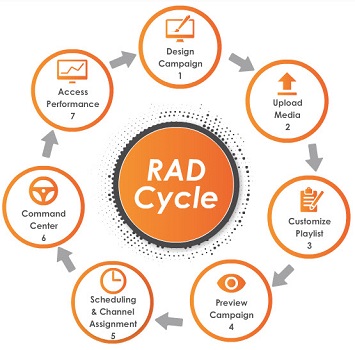 RAD
Cycle
Design
Campaign
1
Upload
Media
2
Customize
Playlist
3
Preview
Campaign
4
Scheduling
& Channel
Assignment
5
Command
Center
6
Access
Performance
7